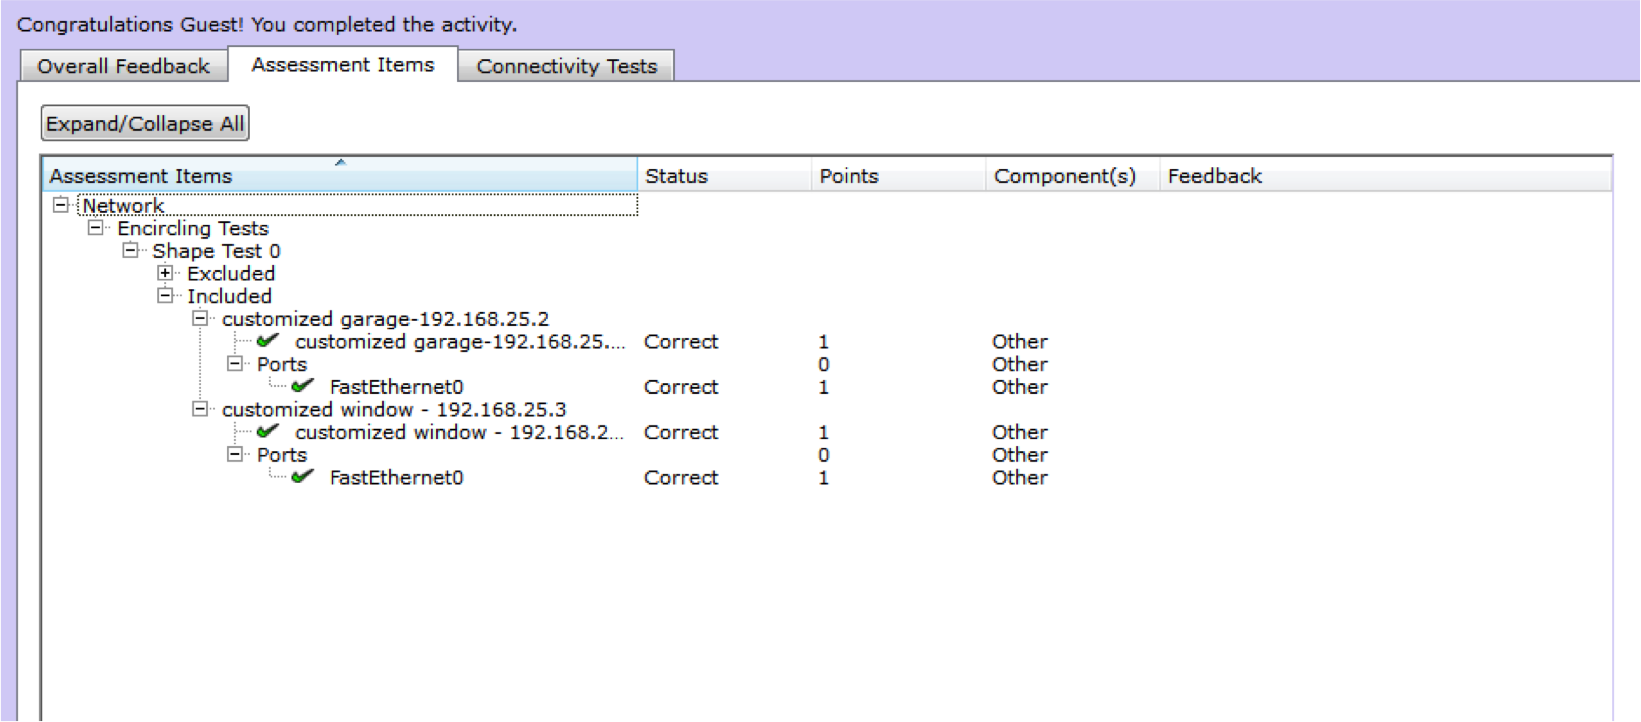 Congratulations Guest! You completed the activity.
Overall Feedback Assessment Items Connectivity Tests
Expand/Collapse All
Assessment Items Status Points Component(s) Feedback
Network
Encircling Tests
Shape Test 0
Excluded
Included
customized garage-192.168.25.2
customized garage-192.168.25.... Correct 1 Other
Ports 0 Other
FastEthernet0 Correct 1 Other
customized window - 192.168.25.3
customized window - 192.168.2... Correct 1 Other
Ports 0 Other
FastEthernet0 Correct 1 Other